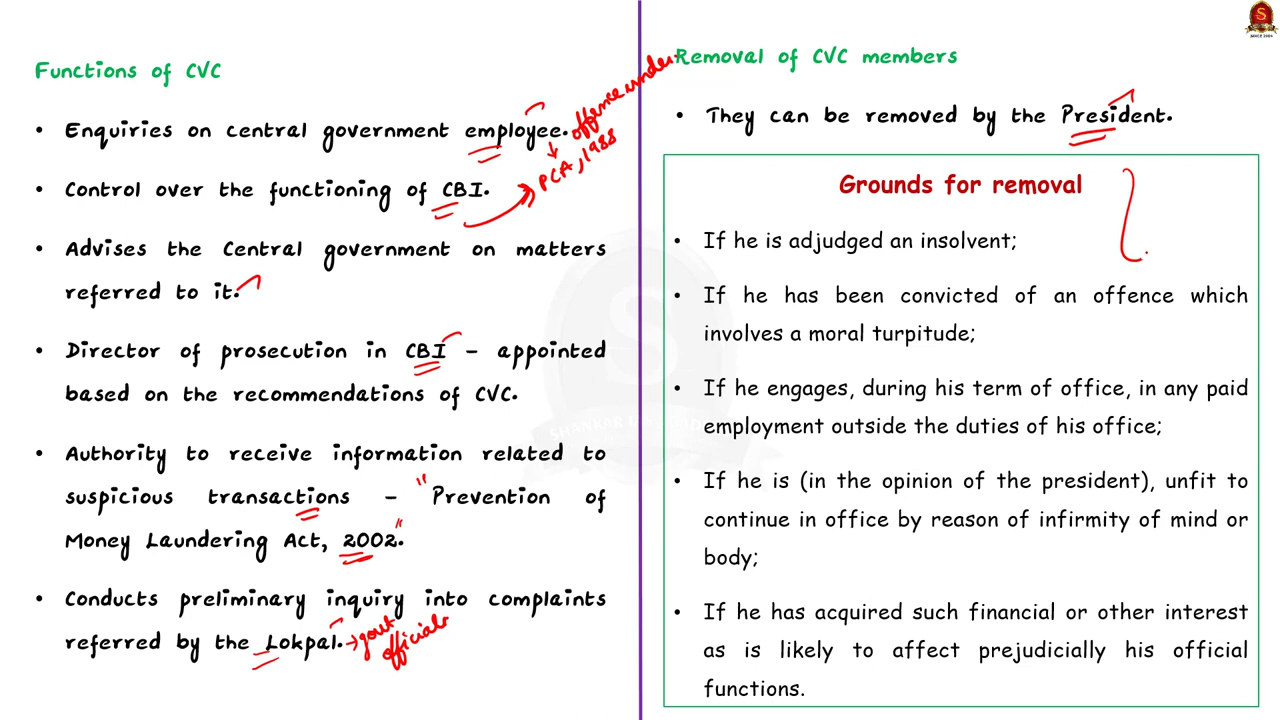 Functions of CVC
• Enquiries on central government employee.
offence under
PCA, 1988
• Control over the functioning of CBI.
• Advises the Central government on matters
referred to it.
• Director of prosecution in CBI – appointed
based on the recommendations of CVC.
• Authority to receive information related to
suspicious transactions – "Prevention of
Money Laundering Act, 2002".
• Conducts preliminary inquiry into complaints
referred by the Lokpal. → govt
officials
Removal of CVC members
• They can be removed by the President.
Grounds for removal
• If he is adjudged an insolvent;
• If he has been convicted of an offence which
involves a moral turpitude;
• If he engages, during his term of office, in any paid
employment outside the duties of his office;
• If he is (in the opinion of the president), unfit to
continue in office by reason of infirmity of mind or
body;
• If he has acquired such financial or other interest
as is likely to affect prejudicially his official
functions.
S
SINCE 2004